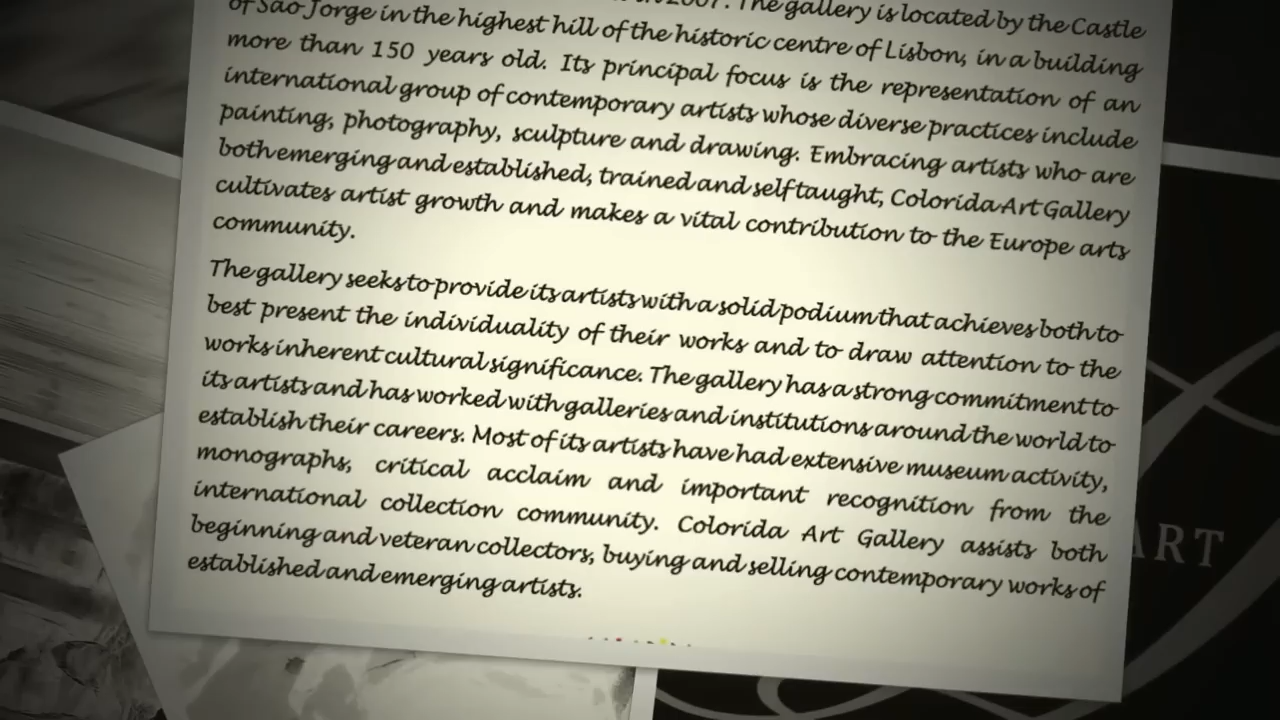 in 2007. The gallery is located by the Castle
of São Jorge in the highest hill of the historic centre of Lisbon, in a building
more than 150 years old. Its principal focus is the representation of an
international group of contemporary artists whose diverse practices include
painting, photography, sculpture and drawing. Embracing artists who are
both emerging and established, trained and self taught, Colorida Art Gallery
cultivates artist growth and makes a vital contribution to the Europe arts
community.
The gallery seeks to provide its artists with a solid podium that achieves both to
best present the individuality of their works and to draw attention to the
works inherent cultural significance. The gallery has a strong commitment to
its artists and has worked with galleries and institutions around the world to
establish their careers. Most of its artists have had extensive museum activity,
monographs, critical acclaim and important recognition from the
international collection community. Colorida Art Gallery assists both
beginning and veteran collectors, buying and selling contemporary works of
established and emerging artists.
ART